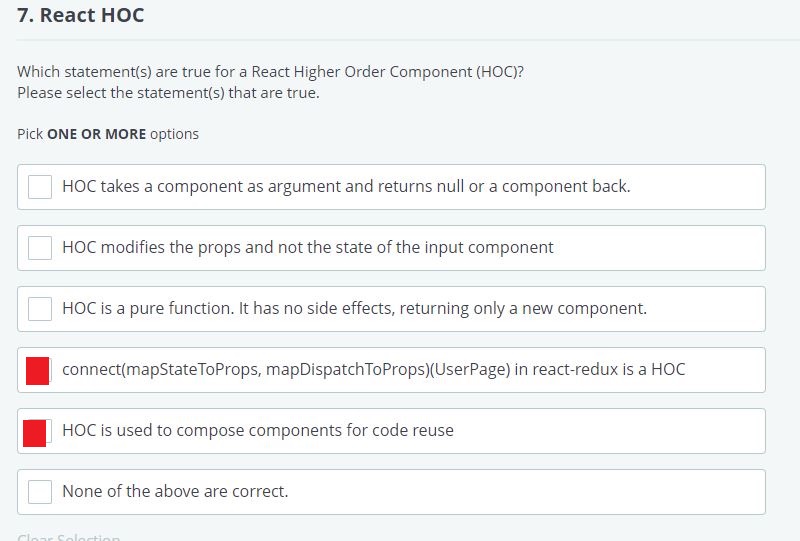 7. React HOC
Which statement(s) are true for a React Higher Order Component (HOC)?
Please select the statement(s) that are true.
Pick ONE OR MORE options
HOC takes a component as argument and returns null or a component back.
HOC modifies the props and not the state of the input component
HOC is a pure function. It has no side effects, returning only a new component.
connect(mapStateToProps, mapDispatchToProps)(UserPage) in react-redux is a HOC
HOC is used to compose components for code reuse
None of the above are correct.
Clear Selection